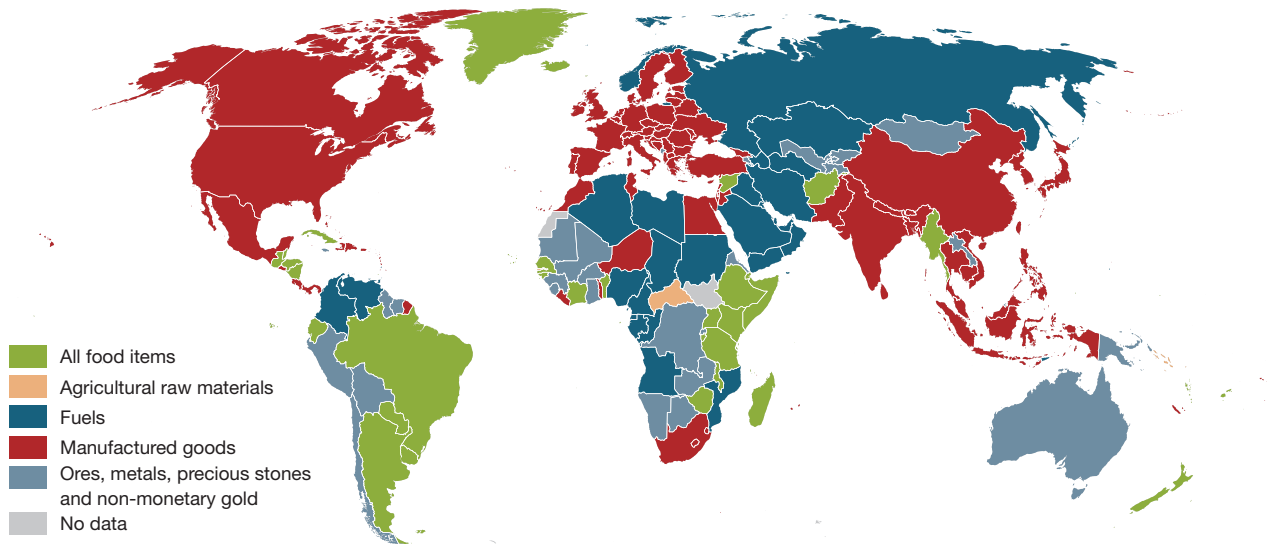 All food items
Agricultural raw materials
Fuels
Manufactured goods
Ores, metals, precious stones
and non-monetary gold
No data